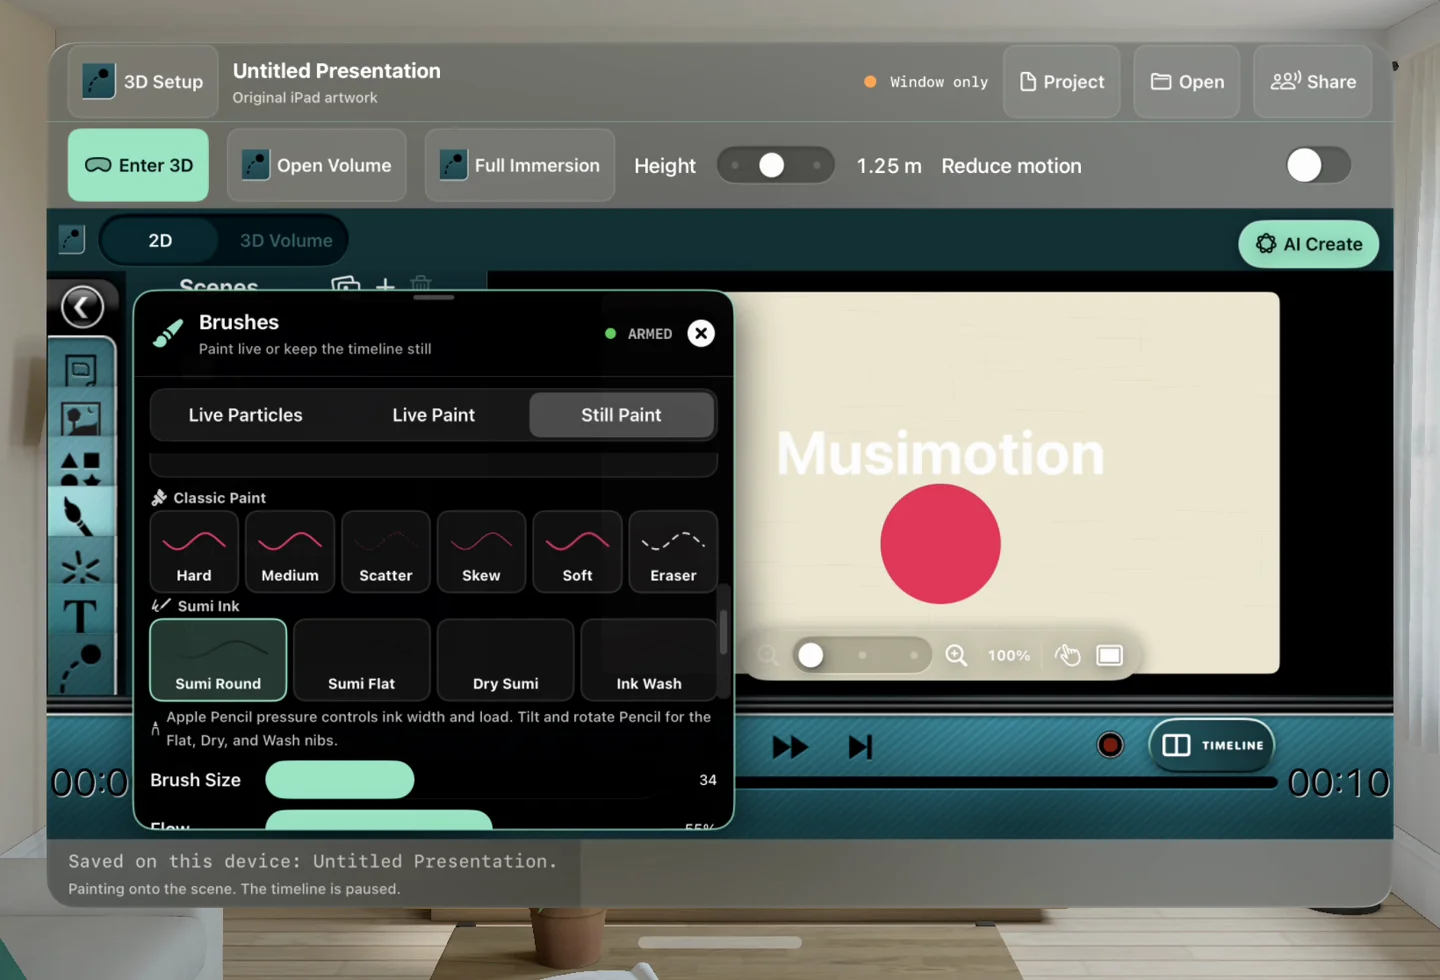 3D Setup
Untitled Presentation
Original iPad artwork
Window only
Project
Open
Share
Enter 3D
Open Volume
Full Immersion
Height
1.25 m
Reduce motion
2D
3D Volume
AI Create
Scenes
Brushes
Paint live or keep the timeline still
ARMED
Live Particles
Live Paint
Still Paint
Musimotion
Classic Paint
Hard
Medium
Scatter
Skew
Soft
Eraser
Sumi Ink
Sumi Round
Sumi Flat
Dry Sumi
Ink Wash
100%
Apple Pencil pressure controls ink width and load. Tilt and rotate Pencil for the
Flat, Dry, and Wash nibs.
T
TIMELINE
00:0
Brush Size
34
00:10
Flow
55%
Saved on this device: Untitled Presentation.
Painting onto the scene. The timeline is paused.